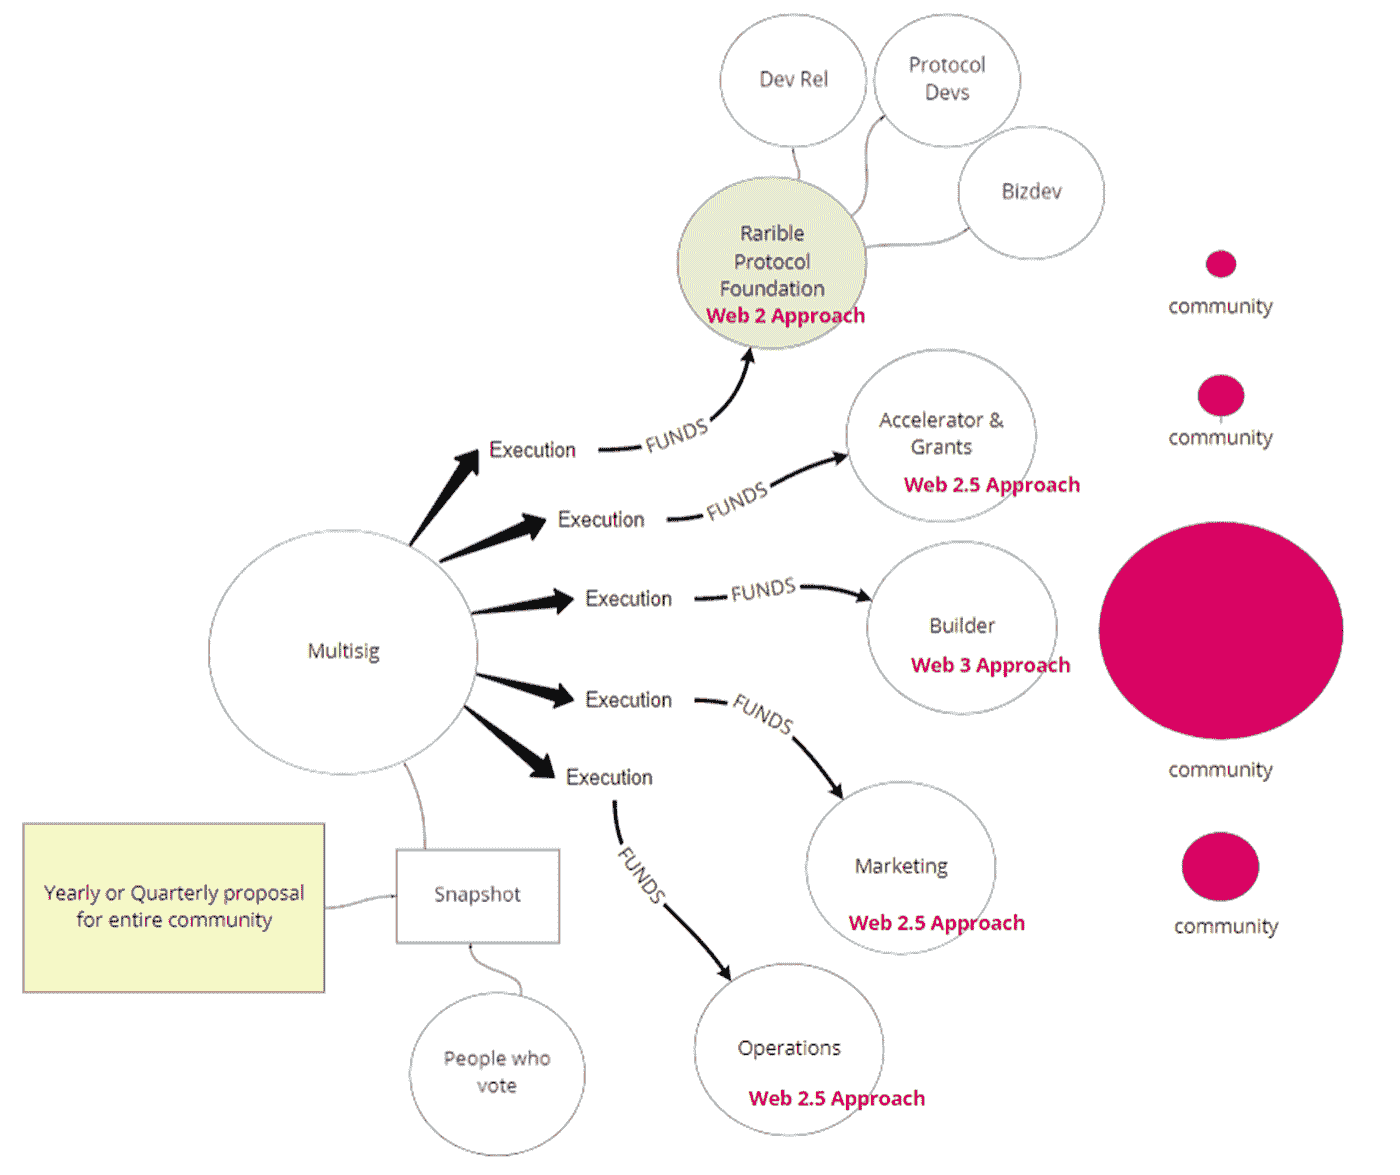 Dev Rel
Protocol
Devs
Bizdev
Rarible
Protocol
Foundation
Web 2 Approach
community
Execution
FUNDS
Accelerator &
Grants
Web 2.5 Approach
community
Execution
FUNDS
Execution
FUNDS
Builder
Web 3 Approach
community
Multisig
Execution
FUNDS
Marketing
Web 2.5 Approach
community
Execution
FUNDS
Operations
Web 2.5 Approach
Yearly or Quarterly proposal
for entire community
Snapshot
People who
vote